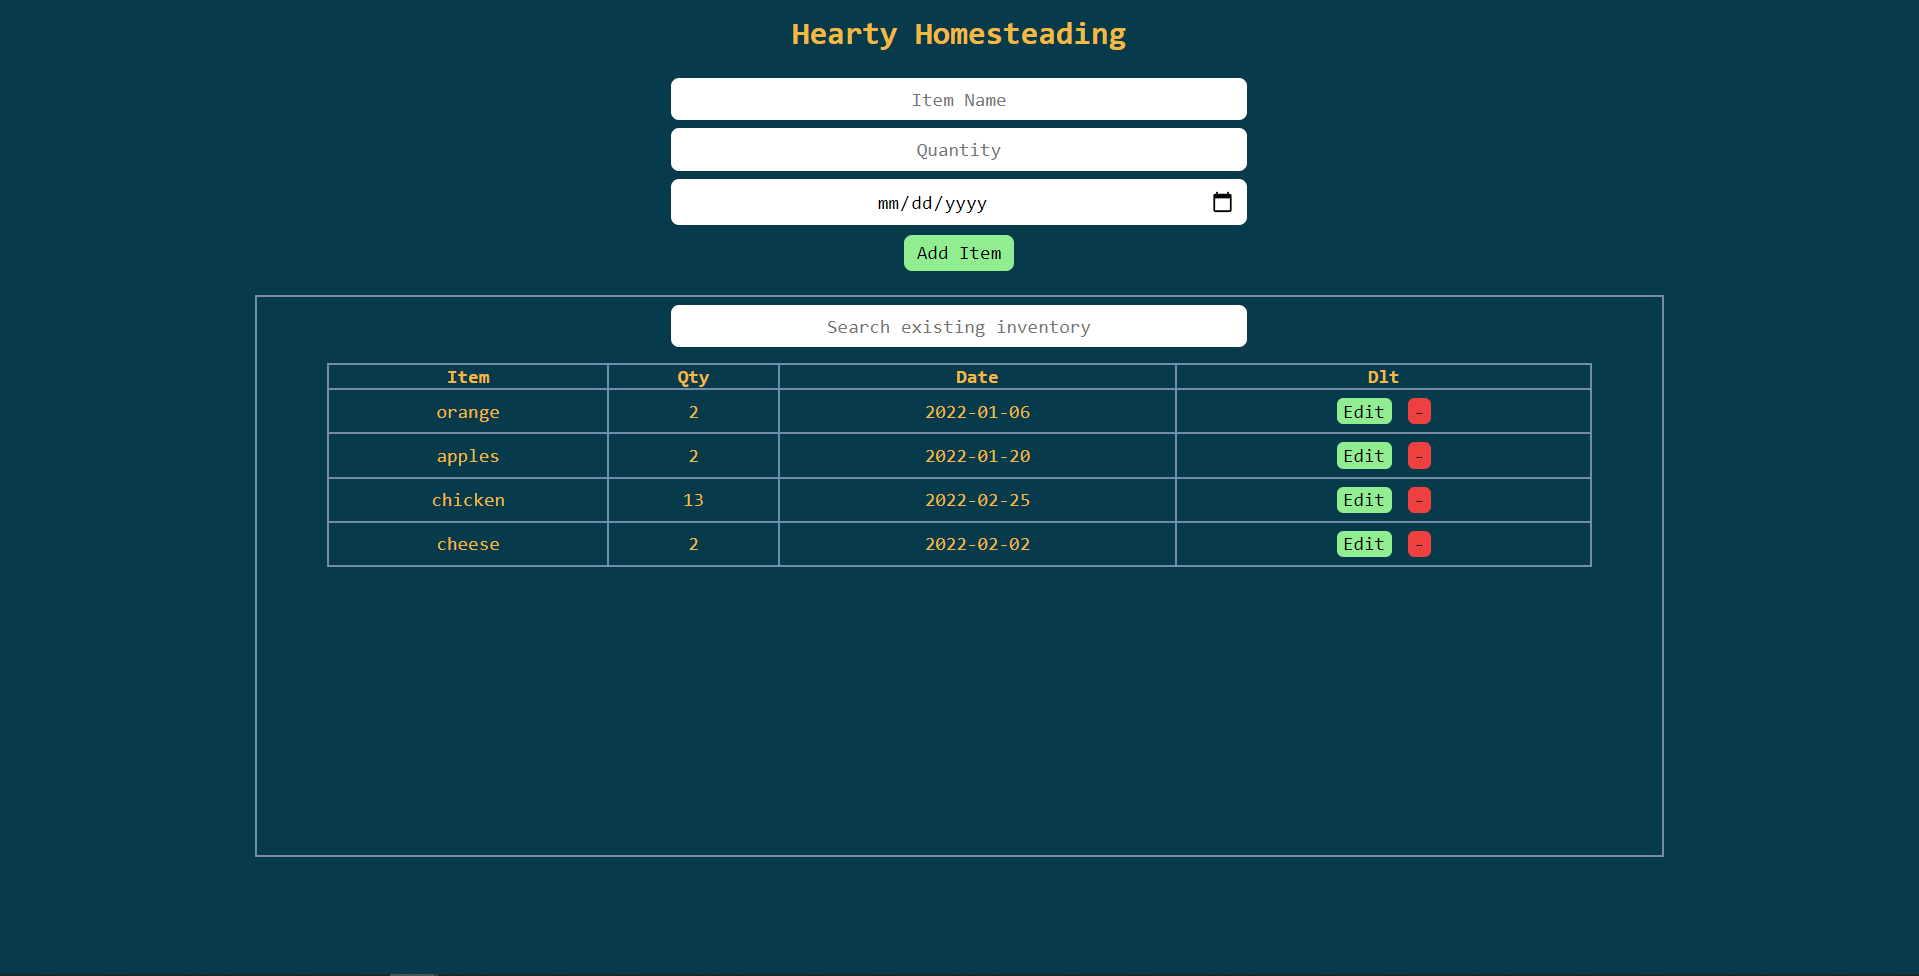 Hearty Homesteading
Item Name
Quantity
mm/dd/yyyy
Add Item
Search existing inventory
Item Qty Date Dlt
orange 2 2022-01-06 Edit -
apples 2 2022-01-20 Edit -
chicken 13 2022-02-25 Edit -
cheese 2 2022-02-02 Edit -